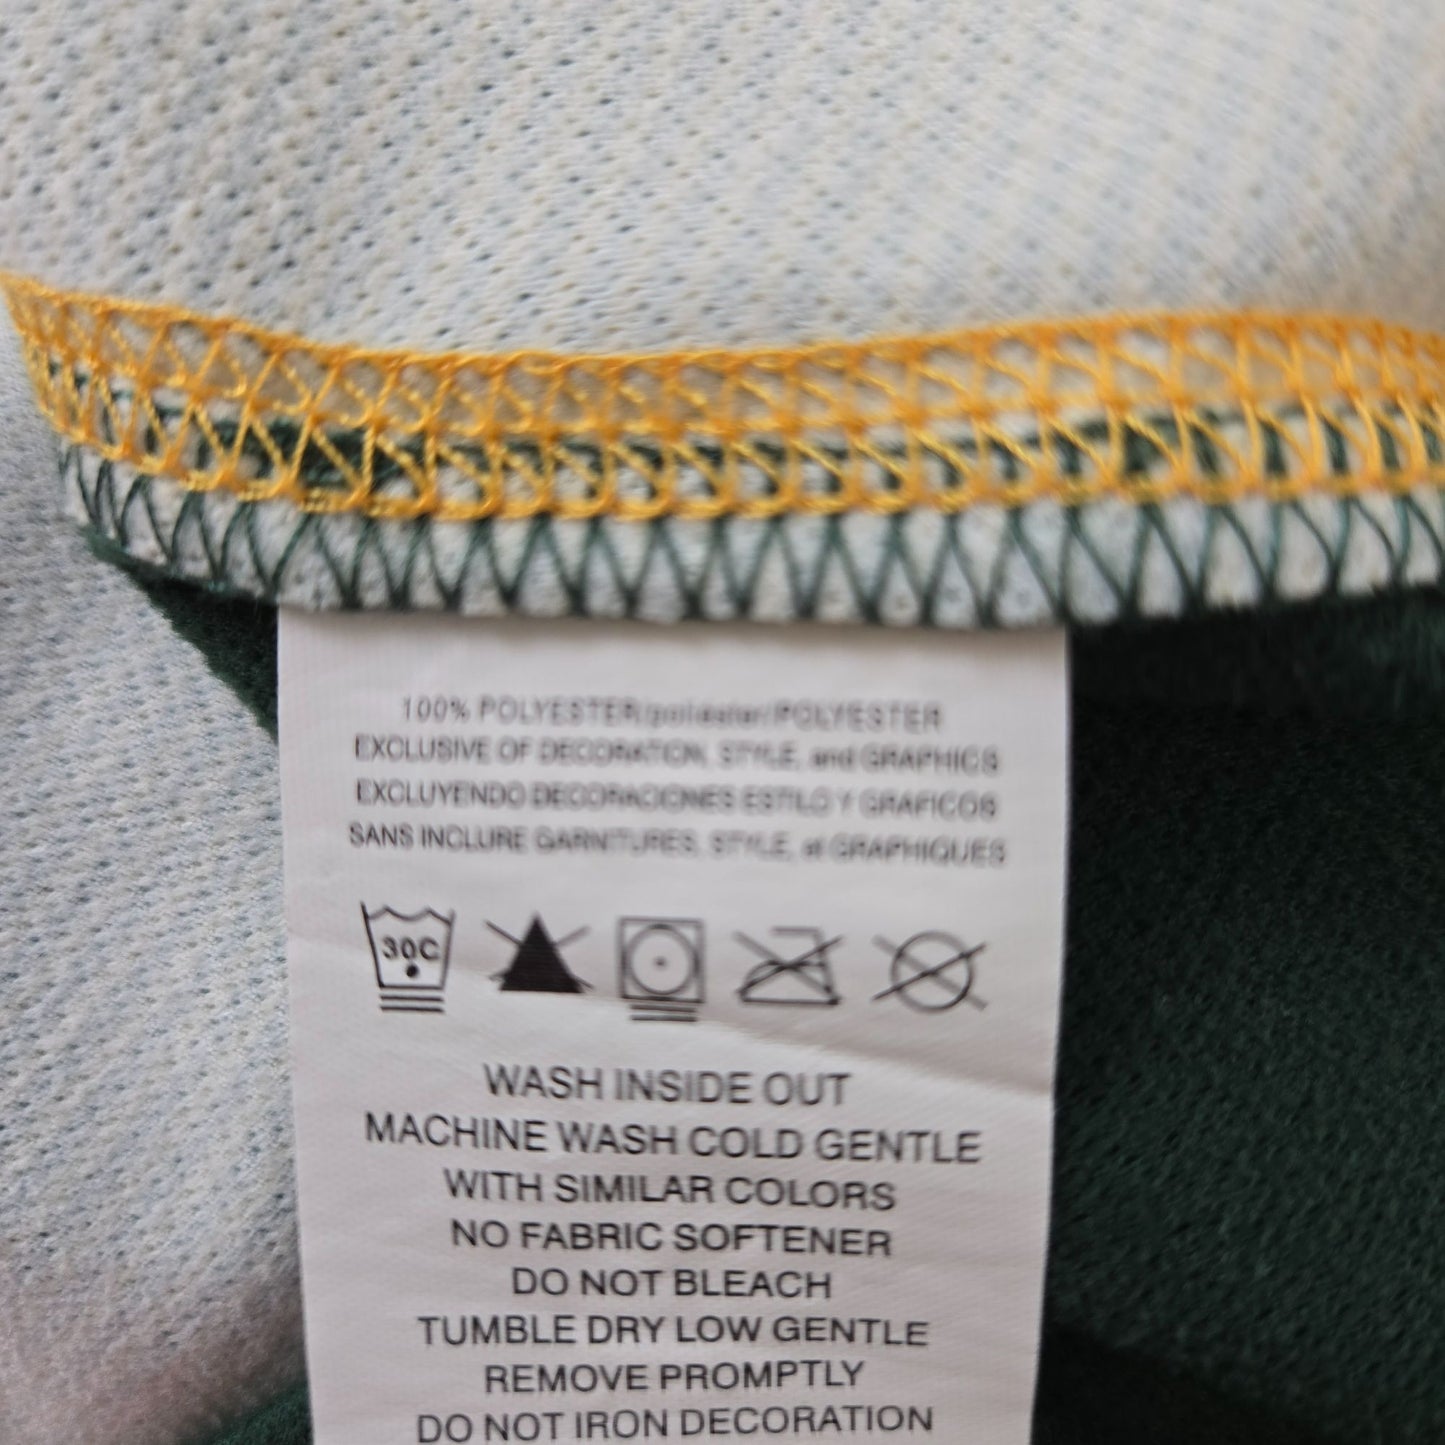 100% POLYESTER/poliéster/POLYESTER
EXCLUSIVE OF DECORATION, STYLE, and GRAPHICS
EXCLUYENDO DECORACIONES ESTILO Y GRAFICOS
SANS INCLURE GARNITURES, STYLE, et GRAPHIQUES
30C
WASH INSIDE OUT
MACHINE WASH COLD GENTLE
WITH SIMILAR COLORS
NO FABRIC SOFTENER
DO NOT BLEACH
TUMBLE DRY LOW GENTLE
REMOVE PROMPTLY
DO NOT IRON DECORATION